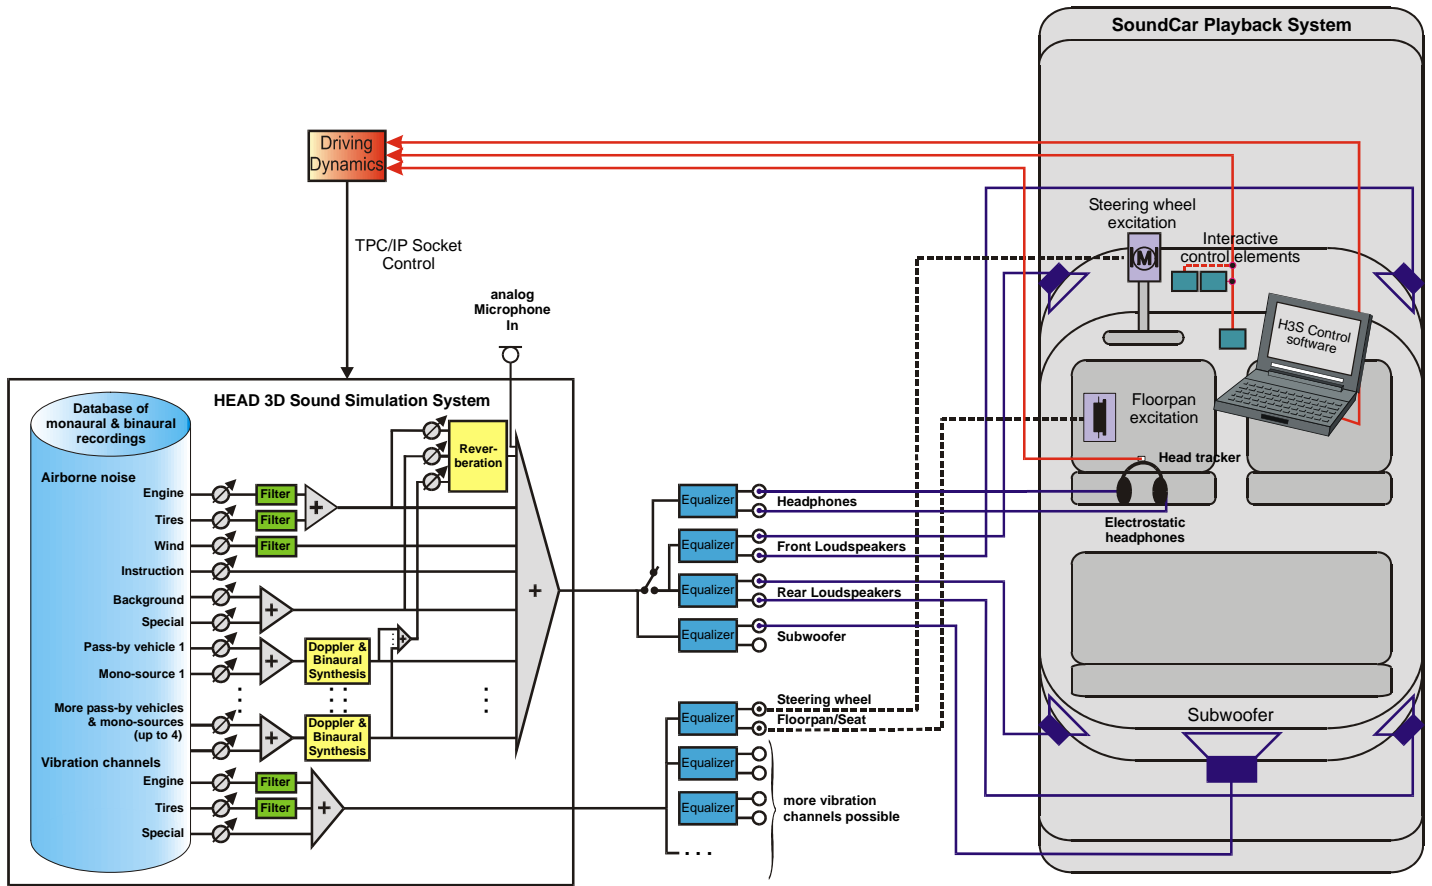 SoundCar Playback System
Driving
Dynamics
TPC/IP Socket
Control
analog
Microphone
In
Steering wheel
excitation
M
Interactive
control elements
H3S Control
software
Floorpan
excitation
Head tracker
Electrostatic
headphones
Subwoofer
HEAD 3D Sound Simulation System
Database of
monaural & binaural
recordings
Rever-
beration
Airborne noise
Engine
Filter
+
Tires
Filter
Wind
Filter
Instruction
+
Background
+
Special
+
Pass-by vehicle 1
+
Mono-source 1
Doppler &
Binaural
Synthesis
More pass-by vehicles
& mono-sources
(up to 4)
+
Doppler &
Binaural
Synthesis
Vibration channels
Engine
Filter
Tires
Filter
+
Special
Equalizer
Headphones
Equalizer
Front Loudspeakers
Equalizer
Rear Loudspeakers
Equalizer
Subwoofer
Equalizer
Steering wheel
Floorpan/Seat
Equalizer
Equalizer
more vibration
channels possible